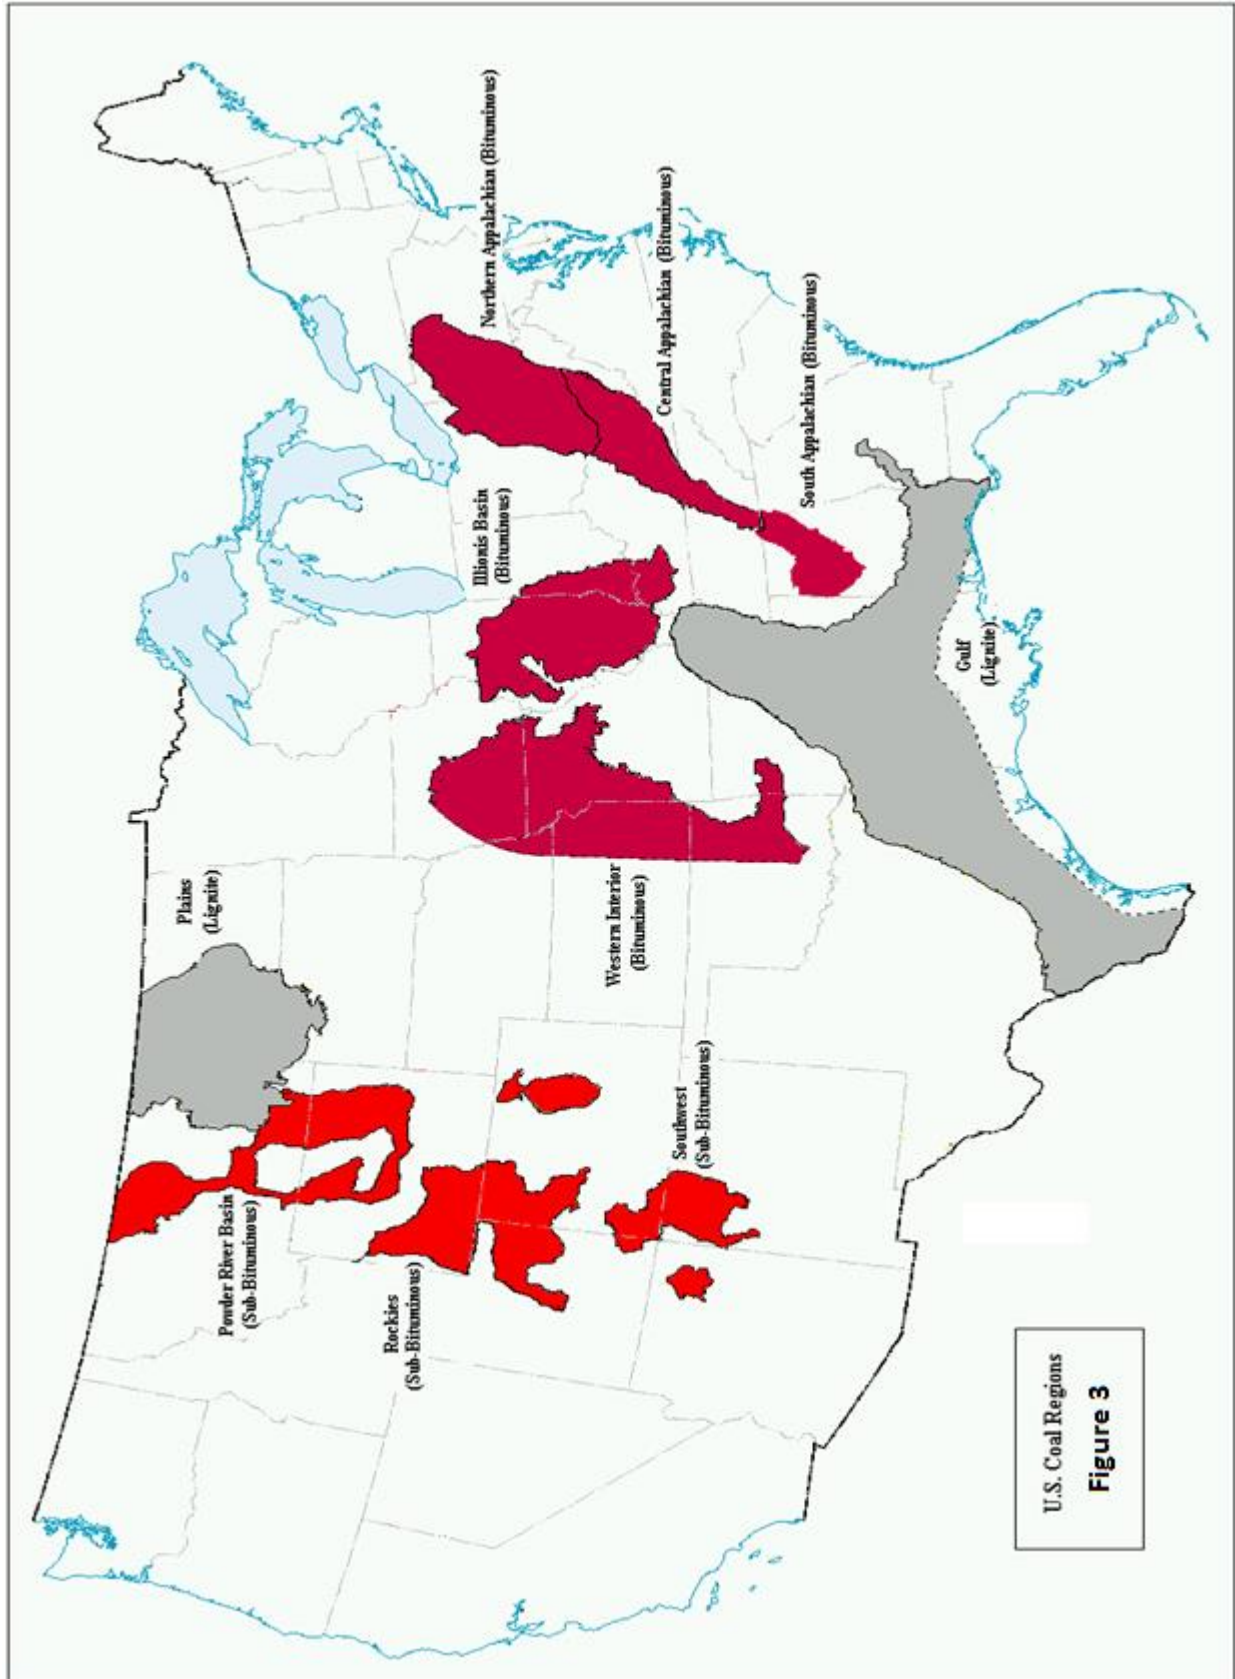 Plains
(Lignite)
Powder River Basin
(Sub-Bituminous)
Rockies
(Sub-Bituminous)
Southwest
(Sub-Bituminous)
Western Interior
(Bituminous)
Illionis Basin
(Bituminous)
Northern Appalachian (Bituminous)
Central Appalachian (Bituminous)
South Appalachian (Bituminous)
Gulf
(Lignite)
U.S. Coal Regions
Figure 3